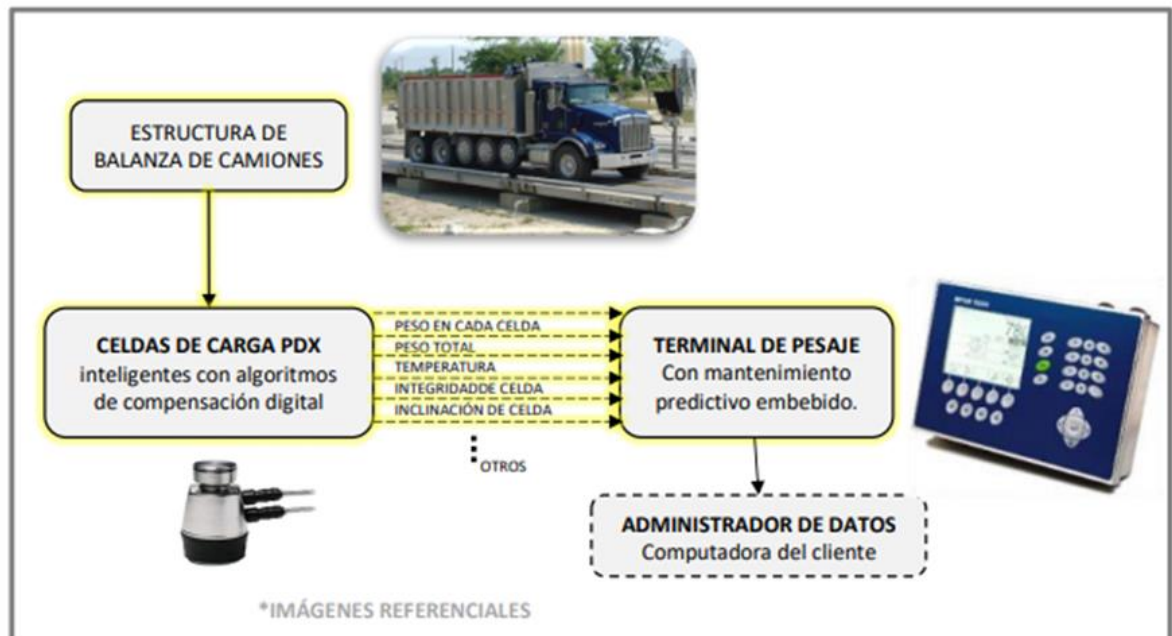 ESTRUCTURA DE
BALANZA DE CAMIONES
CELDAS DE CARGA PDX
inteligentes con algoritmos
de compensación digital
PESO EN CADA CELDA
PESO TOTAL
TEMPERATURA
INTEGRIDADDE CELDA
INCLINACIÓN DE CELDA
OTROS
TERMINAL DE PESAJE
Con mantenimiento
predictivo embebido.
ADMINISTRADOR DE DATOS
Computadora del cliente
*IMÁGENES REFERENCIALES